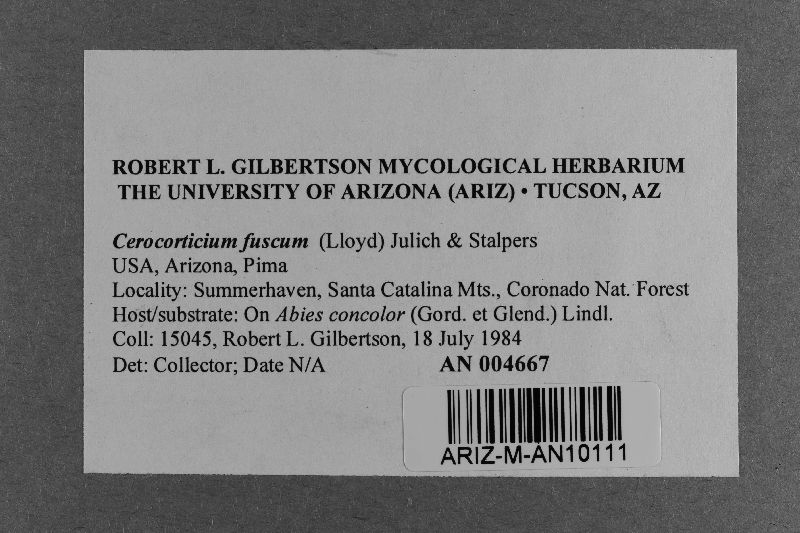 ROBERT L. GILBERTSON MYCOLOGICAL HERBARIUM
THE UNIVERSITY OF ARIZONA (ARIZ) • TUCSON, AZ
Cerocorticium fuscum (Lloyd) Julich & Stalpers
USA, Arizona, Pima
Locality: Summerhaven, Santa Catalina Mts., Coronado Nat. Forest
Host/substrate: On Abies concolor (Gord. et Glend.) Lindl.
Coll: 15045, Robert L. Gilbertson, 18 July 1984
Det: Collector; Date N/A AN 004667
ARIZ-M-AN10111